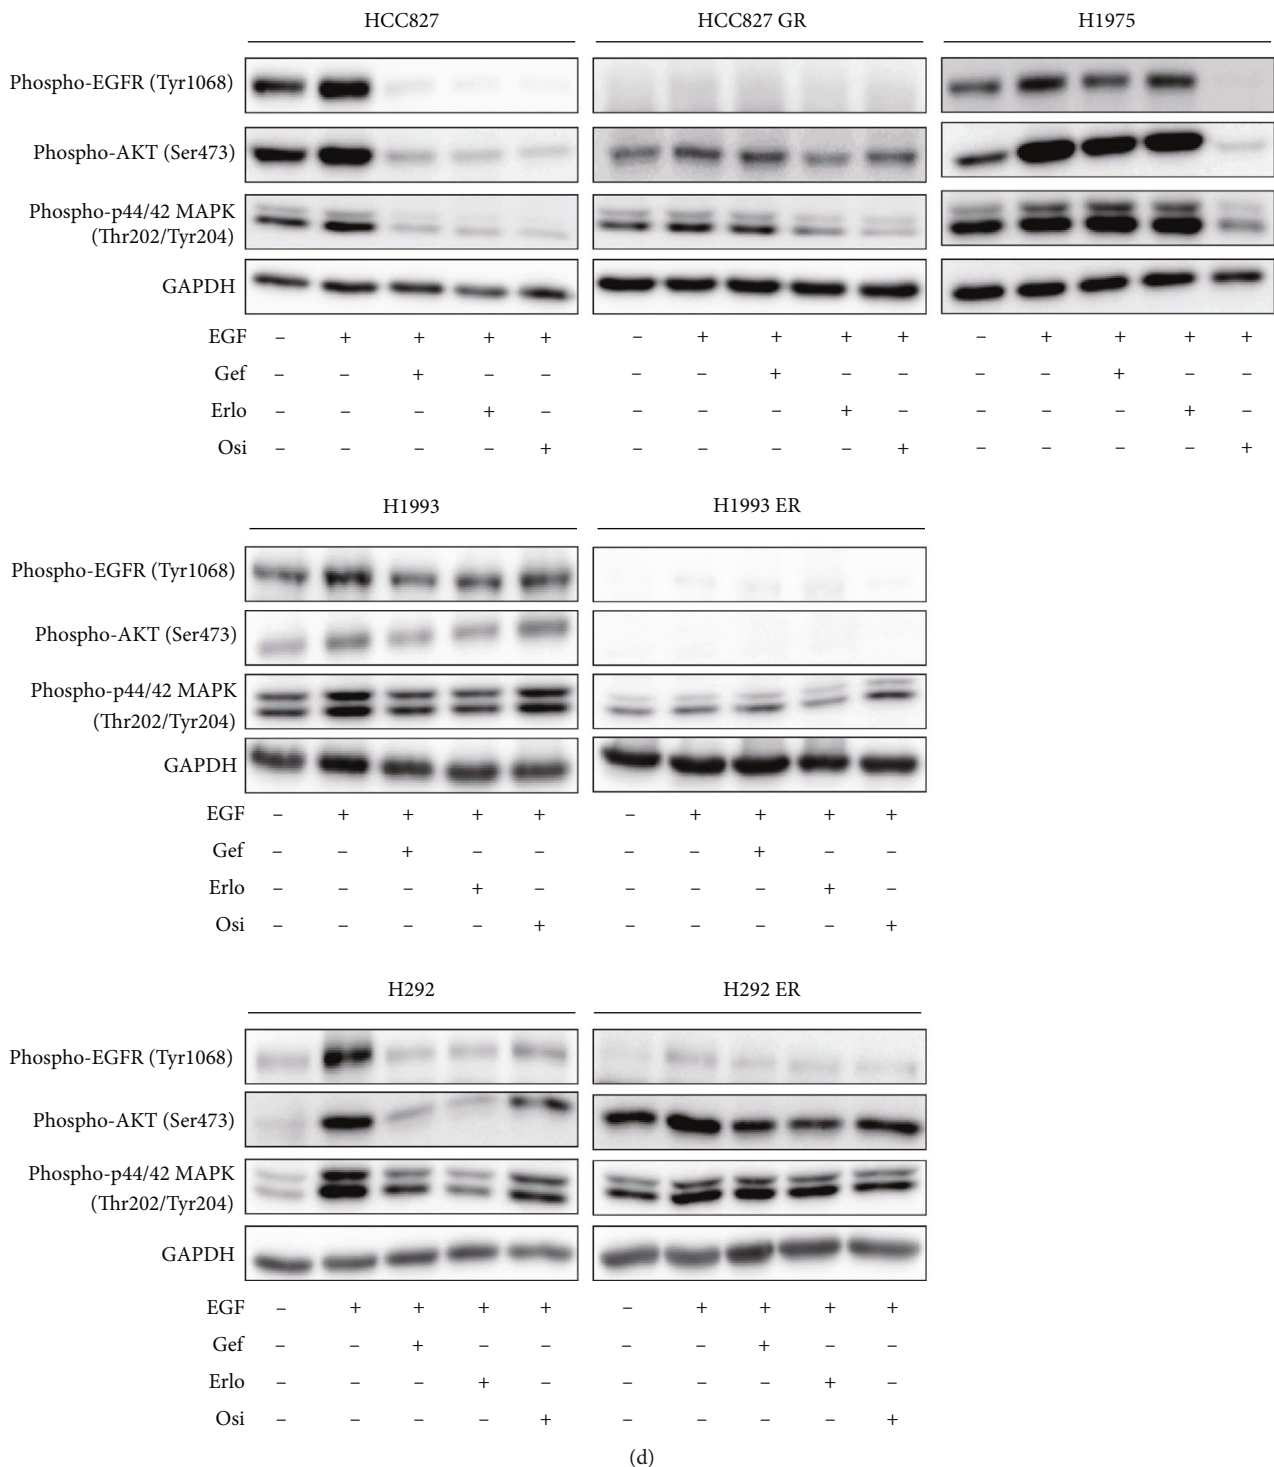 HCC827 HCC827 GR H1975
Phospho-EGFR (Tyr1068)
Phospho-AKT (Ser473)
Phospho-p44/42 MAPK
(Thr202/Tyr204)
GAPDH
EGF – + + + + – + + + + – + + + +
Gef – – + – – – – + – – – – + – –
Erlo – – – + – – – – + – – – – + –
Osi – – – – + – – – – + – – – – +
H1993 H1993 ER
Phospho-EGFR (Tyr1068)
Phospho-AKT (Ser473)
Phospho-p44/42 MAPK
(Thr202/Tyr204)
GAPDH
EGF – + + + + – + + + +
Gef – – + – – – – + – –
Erlo – – – + – – – – + –
Osi – – – – + – – – – +
H292 H292 ER
Phospho-EGFR (Tyr1068)
Phospho-AKT (Ser473)
Phospho-p44/42 MAPK
(Thr202/Tyr204)
GAPDH
EGF – + + + + – + + + +
Gef – – + – – – – + – –
Erlo – – – + – – – – + –
Osi – – – – + – – – – +
(d)